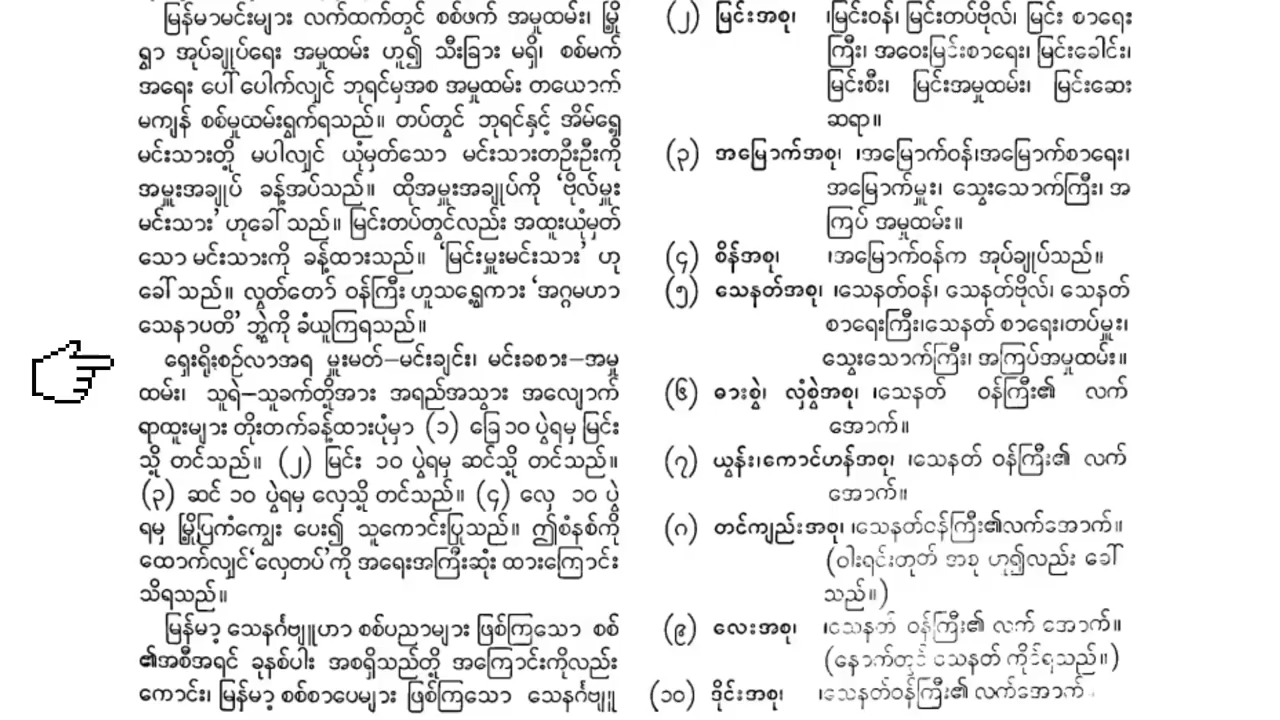 မြန်မာမင်းများ လက်ထက်တွင် စစ်ဖက် အမှုထမ်း၊ မြို့
ရွာ အုပ်ချုပ်ရေး အမှုထမ်း ဟူ၍ သီးခြား မရှိ၊ စစ်မက်
အရေး ပေါ်ပေါက်လျှင် ဘုရင်မှအစ အမှုထမ်း တယောက်
မကျန် စစ်မှုထမ်းရွက်ရသည်။ တပ်တွင် ဘုရင်နှင့် အိမ်ရှေ့
မင်းသားတို့ မပါလျှင် ယုံမှတ်သော မင်းသားတဦးဦးကို
အမှူးအချုပ် ခန့်အပ်သည်။ ထိုအမှူးအချုပ်ကို ‘ဗိုလ်မှူး
မင်းသား’ ဟုခေါ်သည်။ မြင်းတပ်တွင်လည်း အထူးယုံမှတ်
သော မင်းသားကို ခန့်ထားသည်။ ‘မြင်းမှူးမင်းသား’ ဟု
ခေါ်သည်။ လွှတ်တော် ဝန်ကြီး ဟူသရွေ့ကား ‘အဂ္ဂမဟာ
သေနာပတိ’ ဘွဲ့ကို ခံယူကြရသည်။
ရှေးရိုးစဉ်လာအရ မှူးမတ်–မင်းချင်း၊ မင်းခစား–အမှု
ထမ်း၊ သူရဲ–သူခက်တို့အား အရည်အသွား အလျောက်
ရာထူးများ တိုးတက်ခန့်ထားပုံမှာ (၁) ခြေ ၁၀ ပွဲရမှ မြင်း
သို့ တင်သည်။ (၂) မြင်း ၁၀ ပွဲရမှ ဆင်သို့ တင်သည်။
(၃) ဆင် ၁၀ ပွဲရမှ လှေသို့ တင်သည်။ (၄) လှေ ၁၀ ပွဲ
ရမှ မြို့ပြကံကျွေး ပေး၍ သူကောင်းပြုသည်။ ဤစံနစ်ကို
ထောက်လျှင် ‘လှေတပ်’ ကို အရေးအကြီးဆုံး ထားကြောင်း
သိရသည်။
မြန်မာ့ သေနင်္ဂဗျူဟာ စစ်ပညာများ ဖြစ်ကြသော စစ်
၏အစီအရင် ခုနစ်ပါး အစရှိသည်တို့ အကြောင်းကိုလည်း
ကောင်း၊ မြန်မာ့ စစ်စာပေများ ဖြစ်ကြသော သေနင်္ဂဗျူ
(၂) မြင်းအစု၊ ၊မြင်းဝန်၊ မြင်းတပ်ဗိုလ်၊ မြင်း စာရေး
ကြီး၊ အဝေးမြင်းစာရေး၊ မြင်းခေါင်း၊
မြင်းစီး၊ မြင်းအမှုထမ်း၊ မြင်းဆေး
ဆရာ။
(၃) အမြောက်အစု၊ ၊အမြောက်ဝန်၊အမြောက်စာရေး၊
အမြောက်မှူး၊ သွေးသောက်ကြီး၊ အ
ကြပ် အမှုထမ်း။
(၄) စိန်အစု၊ ၊အမြောက်ဝန်က အုပ်ချုပ်သည်။
(၅) သေနတ်အစု၊ ၊သေနတ်ဝန်၊ သေနတ်ဗိုလ်၊ သေနတ်
စာရေးကြီး၊သေနတ် စာရေး၊တပ်မှူး၊
သွေးသောက်ကြီး၊ အကြပ်အမှုထမ်း။
(၆) ဓားစွဲ၊ လှံစွဲအစု၊ ၊သေနတ် ဝန်ကြီး၏ လက်
အောက်။
(၇) ယွန်း၊ကောင်ဟန်အစု၊ ၊သေနတ် ဝန်ကြီး၏ လက်
အောက်။
(၈) တင်ကျည်းအစု၊ ၊သေနတ်ဝန်ကြီး၏လက်အောက်။
(ဝါးရင်းတုတ် အစု ဟု၍လည်း ခေါ်
သည်။)
(၉) လေးအစု၊ ၊သေနတ် ဝန်ကြီး၏ လက် အောက်။
(နောက်တွင် သေနတ် ကိုင်ရသည်။)
(၁၀) ဒိုင်းအစု၊ ၊သေနတ်ဝန်ကြီး၏ လက်အောက်